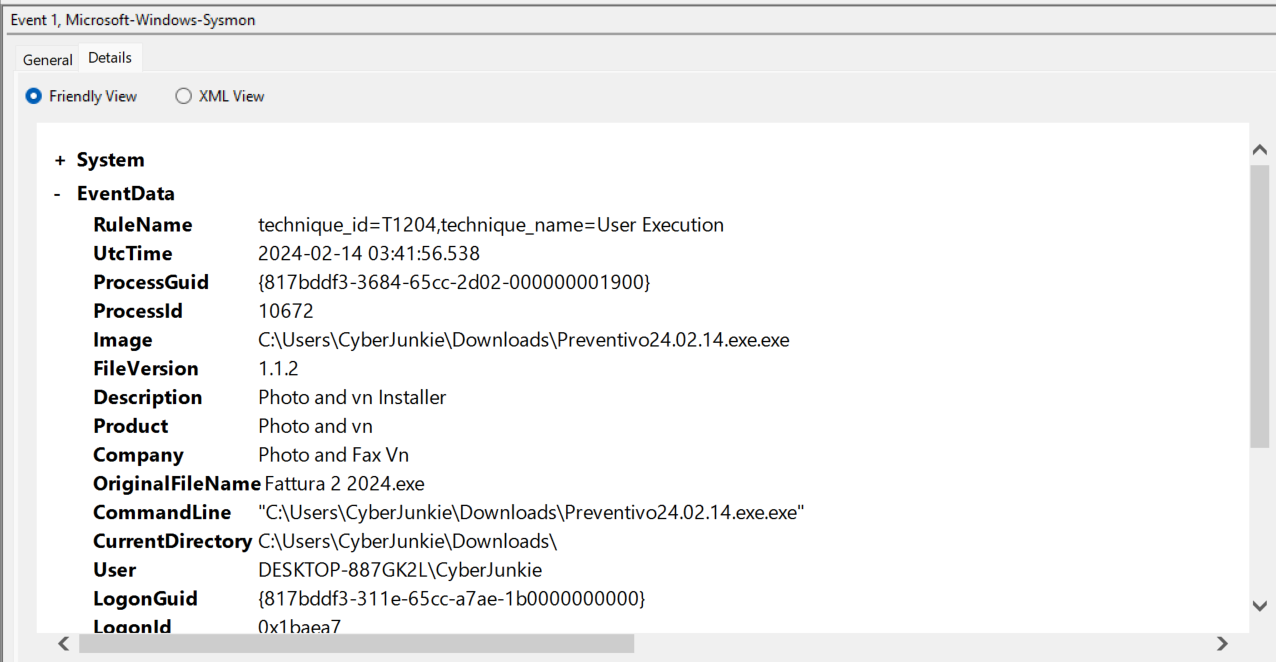 Event 1, Microsoft-Windows-Sysmon
General Details
Friendly View XML View
+ System
- EventData
RuleName technique_id=T1204,technique_name=User Execution
UtcTime 2024-02-14 03:41:56.538
ProcessGuid {817bddf3-3684-65cc-2d02-000000001900}
ProcessId 10672
Image C:\Users\CyberJunkie\Downloads\Preventivo24.02.14.exe.exe
FileVersion 1.1.2
Description Photo and vn Installer
Product Photo and vn
Company Photo and Fax Vn
OriginalFileName Fattura 2 2024.exe
CommandLine "C:\Users\CyberJunkie\Downloads\Preventivo24.02.14.exe.exe"
CurrentDirectory C:\Users\CyberJunkie\Downloads\
User DESKTOP-887GK2L\CyberJunkie
LogonGuid {817bddf3-311e-65cc-a7ae-1b0000000000}
LogonId 0x1baea7